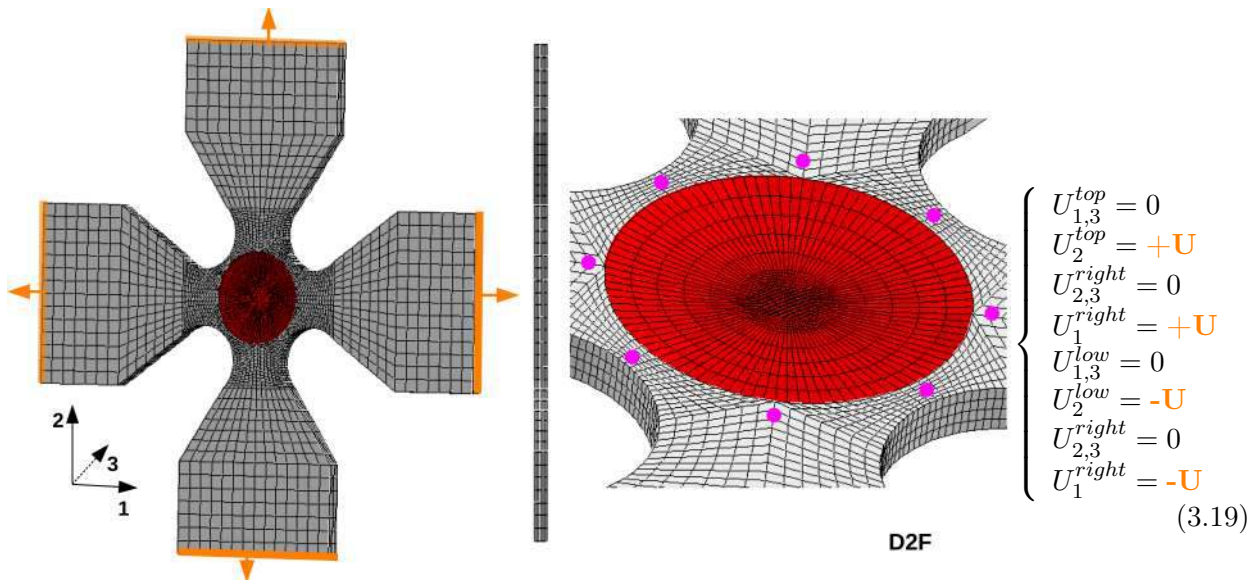 2
3
1
D2F
U_{1,3}^{top} = 0
U_2^{top} = +U
U_{2,3}^{right} = 0
U_1^{right} = +U
U_{1,3}^{low} = 0
U_2^{low} = -U
U_{2,3}^{right} = 0
U_1^{right} = -U
(3.19)